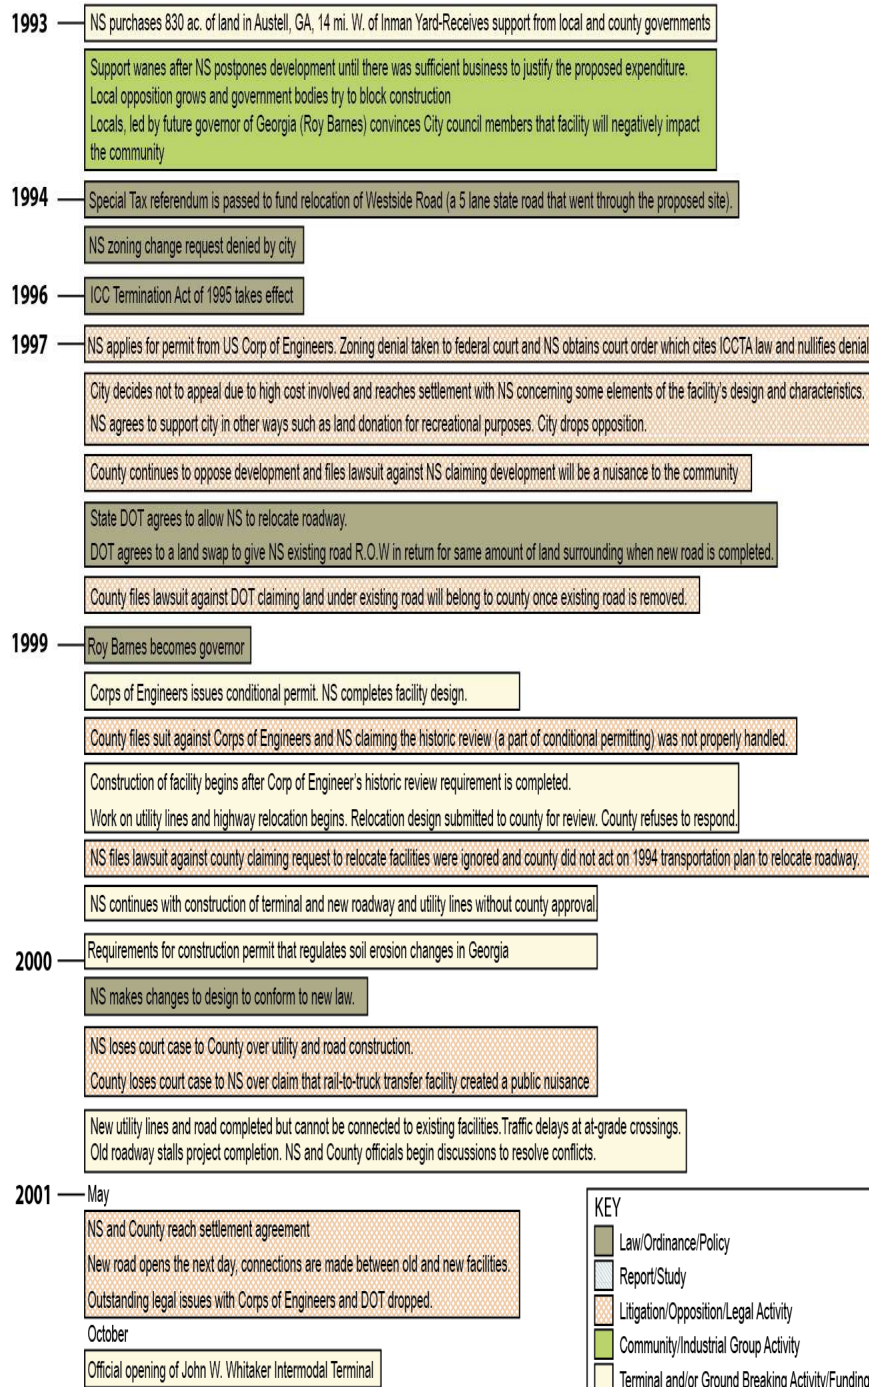 1993
NS purchases 830 ac. of land in Austell, GA, 14 mi. W. of Inman Yard-Receives support from local and county governments
Support wanes after NS postpones development until there was sufficient business to justify the proposed expenditure.
Local opposition grows and government bodies try to block construction
Locals, led by future governor of Georgia (Roy Barnes) convinces City council members that facility will negatively impact
the community
1994
Special Tax referendum is passed to fund relocation of Westside Road (a 5 lane state road that went through the proposed site).
NS zoning change request denied by city
1996
ICC Termination Act of 1995 takes effect
1997
NS applies for permit from US Corp of Engineers. Zoning denial taken to federal court and NS obtains court order which cites ICCTA law and nullifies denial
City decides not to appeal due to high cost involved and reaches settlement with NS concerning some elements of the facility's design and characteristics.
NS agrees to support city in other ways such as land donation for recreational purposes. City drops opposition.
County continues to oppose development and files lawsuit against NS claiming development will be a nuisance to the community
State DOT agrees to allow NS to relocate roadway.
DOT agrees to a land swap to give NS existing road R.O.W in return for same amount of land surrounding when new road is completed.
County files lawsuit against DOT claiming land under existing road will belong to county once existing road is removed.
1999
Roy Barnes becomes governor
Corps of Engineers issues conditional permit. NS completes facility design.
County files suit against Corps of Engineers and NS claiming the historic review (a part of conditional permitting) was not properly handled.
Construction of facility begins after Corp of Engineer's historic review requirement is completed.
Work on utility lines and highway relocation begins. Relocation design submitted to county for review. County refuses to respond.
NS files lawsuit against county claiming request to relocate facilities were ignored and county did not act on 1994 transportation plan to relocate roadway.
NS continues with construction of terminal and new roadway and utility lines without county approval
2000
Requirements for construction permit that regulates soil erosion changes in Georgia
NS makes changes to design to conform to new law.
NS loses court case to County over utility and road construction.
County loses court case to NS over claim that rail-to-truck transfer facility created a public nuisance
New utility lines and road completed but cannot be connected to existing facilities.Traffic delays at at-grade crossings.
Old roadway stalls project completion. NS and County officials begin discussions to resolve conflicts.
2001
May
NS and County reach settlement agreement
New road opens the next day, connections are made between old and new facilities.
Outstanding legal issues with Corps of Engineers and DOT dropped.
October
Official opening of John W. Whitaker Intermodal Terminal
KEY
Law/Ordinance/Policy
Report/Study
Litigation/Opposition/Legal Activity
Community/Industrial Group Activity
Terminal and/or Ground Breaking Activity/Funding